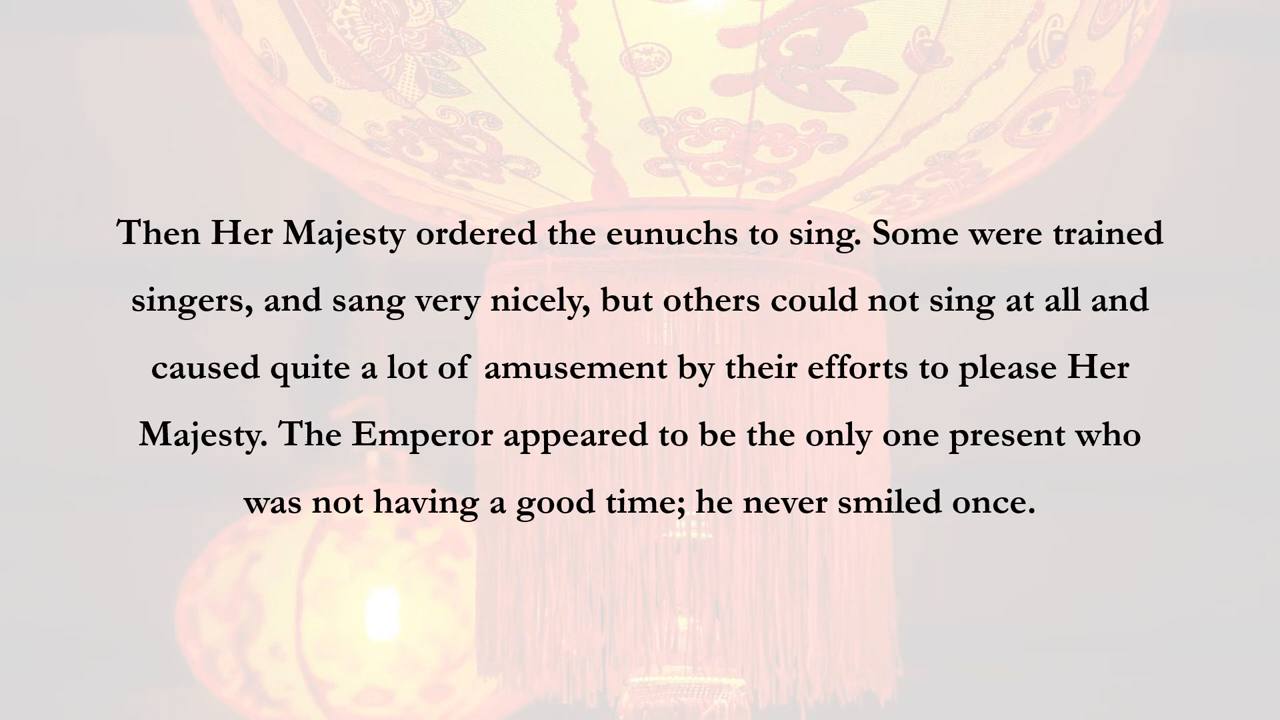 Then Her Majesty ordered the eunuchs to sing. Some were trained
singers, and sang very nicely, but others could not sing at all and
caused quite a lot of amusement by their efforts to please Her
Majesty. The Emperor appeared to be the only one present who
was not having a good time; he never smiled once.